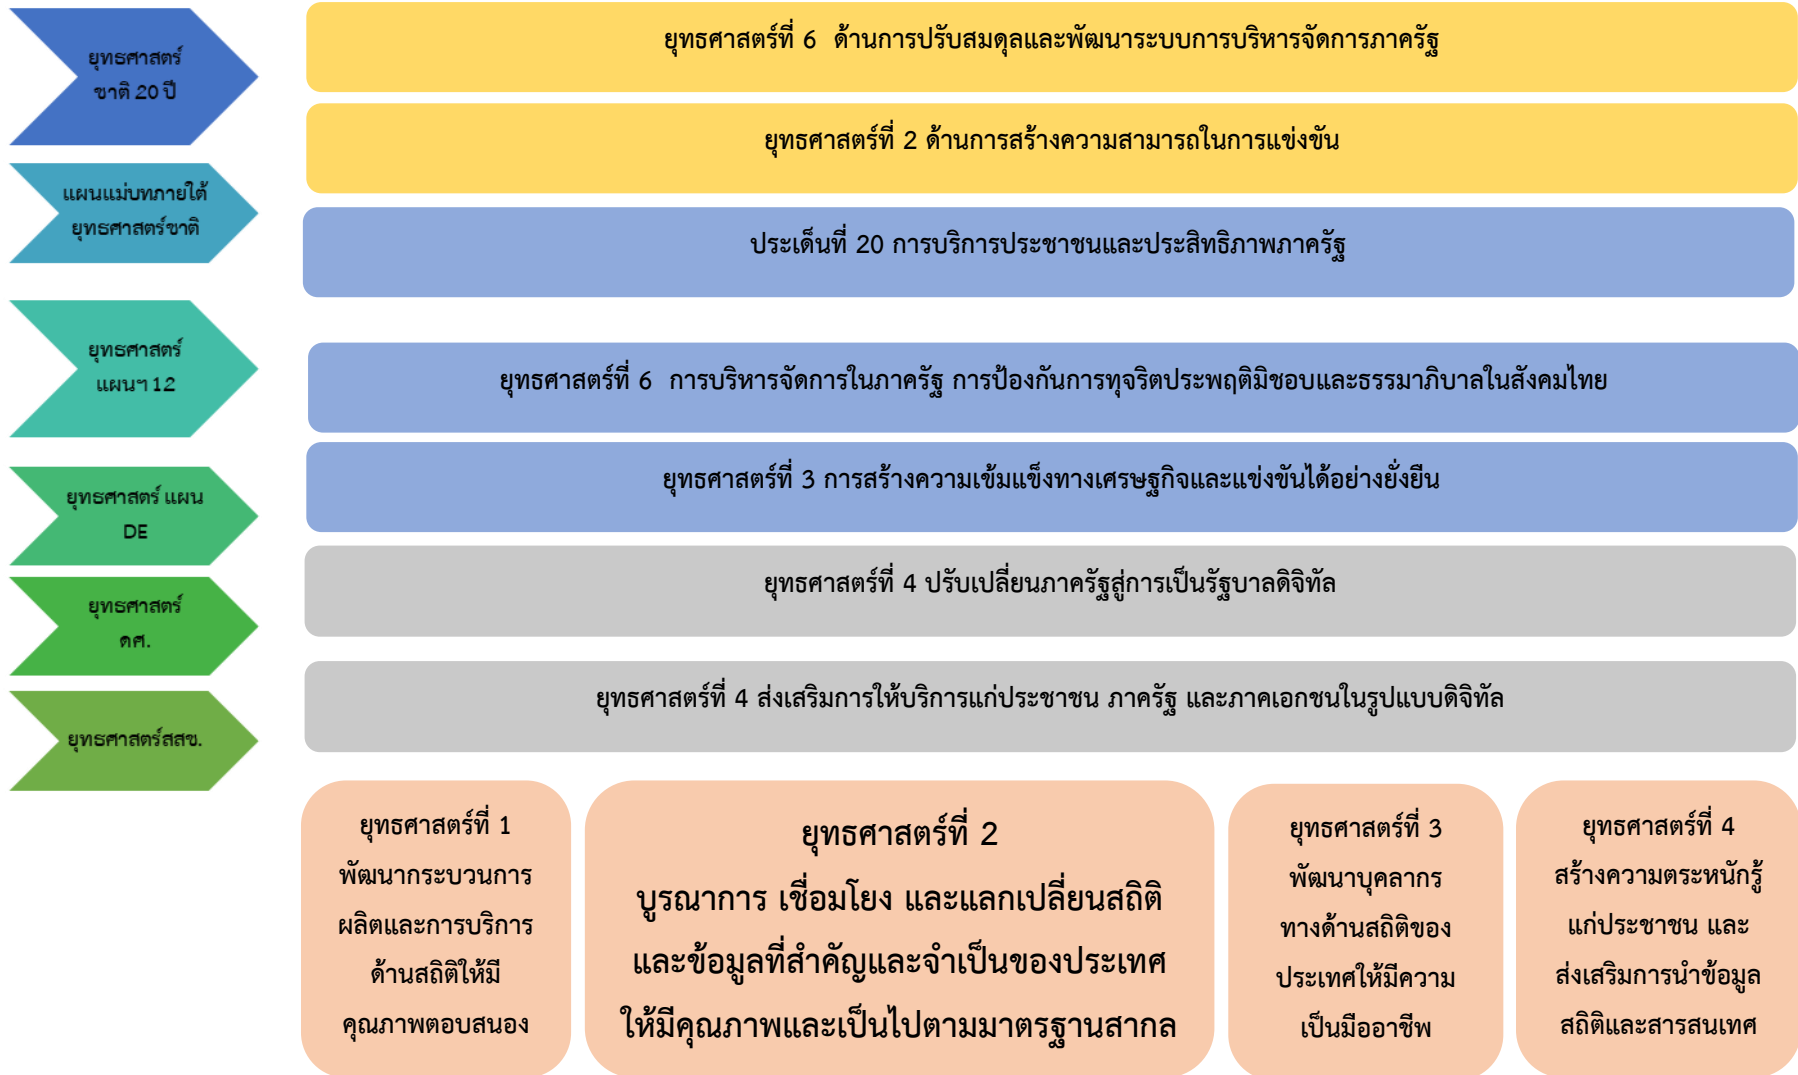 ยุทธศาสตร์
ชาติ 20 ปี
ยุทธศาสตร์ที่ 6 ด้านการปรับสมดุลและพัฒนาระบบการบริหารจัดการภาครัฐ
ยุทธศาสตร์ที่ 2 ด้านการสร้างความสามารถในการแข่งขัน
แผนแม่บทภายใต้
ยุทธศาสตร์ชาติ
ประเด็นที่ 20 การบริการประชาชนและประสิทธิภาพภาครัฐ
ยุทธศาสตร์
แผนฯ 12
ยุทธศาสตร์ที่ 6 การบริหารจัดการในภาครัฐ การป้องกันการทุจริตประพฤติมิชอบและธรรมาภิบาลในสังคมไทย
ยุทธศาสตร์ที่ 3 การสร้างความเข้มแข็งทางเศรษฐกิจและแข่งขันได้อย่างยั่งยืน
ยุทธศาสตร์ แผน
DE
ยุทธศาสตร์ที่ 4 ปรับเปลี่ยนภาครัฐสู่การเป็นรัฐบาลดิจิทัล
ยุทธศาสตร์
ดศ.
ยุทธศาสตร์ที่ 4 ส่งเสริมการให้บริการแก่ประชาชน ภาครัฐ และภาคเอกชนในรูปแบบดิจิทัล
ยุทธศาสตร์สสช.
ยุทธศาสตร์ที่ 1
พัฒนากระบวนการ
ผลิตและการบริการ
ด้านสถิติให้มี
คุณภาพตอบสนอง
ยุทธศาสตร์ที่ 2
บูรณาการ เชื่อมโยง และแลกเปลี่ยนสถิติ
และข้อมูลที่สำคัญและจำเป็นของประเทศ
ให้มีคุณภาพและเป็นไปตามมาตรฐานสากล
ยุทธศาสตร์ที่ 3
พัฒนาบุคลากร
ทางด้านสถิติของ
ประเทศให้มีความ
เป็นมืออาชีพ
ยุทธศาสตร์ที่ 4
สร้างความตระหนักรู้
แก่ประชาชน และ
ส่งเสริมการนำข้อมูล
สถิติและสารสนเทศ